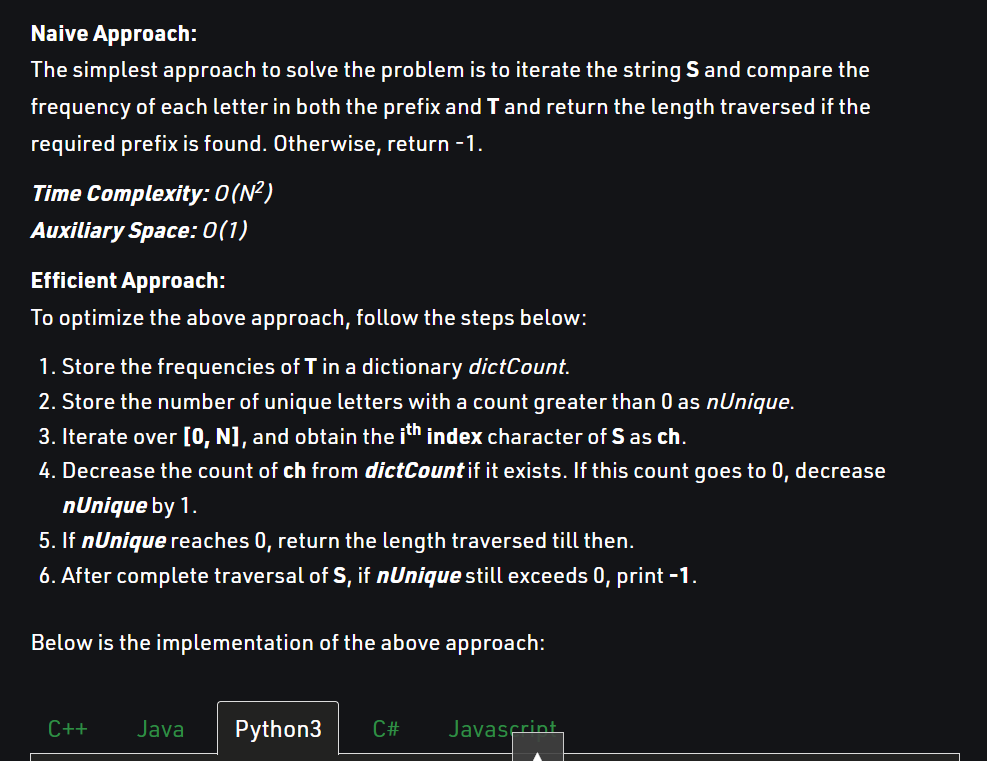 Naive Approach:
The simplest approach to solve the problem is to iterate the string S and compare the
frequency of each letter in both the prefix and T and return the length traversed if the
required prefix is found. Otherwise, return -1.
Time Complexity: O(N²)
Auxiliary Space: O(1)
Efficient Approach:
To optimize the above approach, follow the steps below:
1. Store the frequencies of T in a dictionary dictCount.
2. Store the number of unique letters with a count greater than 0 as nUnique.
3. Iterate over [0, N], and obtain the ith index character of S as ch.
4. Decrease the count of ch from dictCount if it exists. If this count goes to 0, decrease
nUnique by 1.
5. If nUnique reaches 0, return the length traversed till then.
6. After complete traversal of S, if nUnique still exceeds 0, print -1.
Below is the implementation of the above approach:
C++ Java Python3 C# Javascript